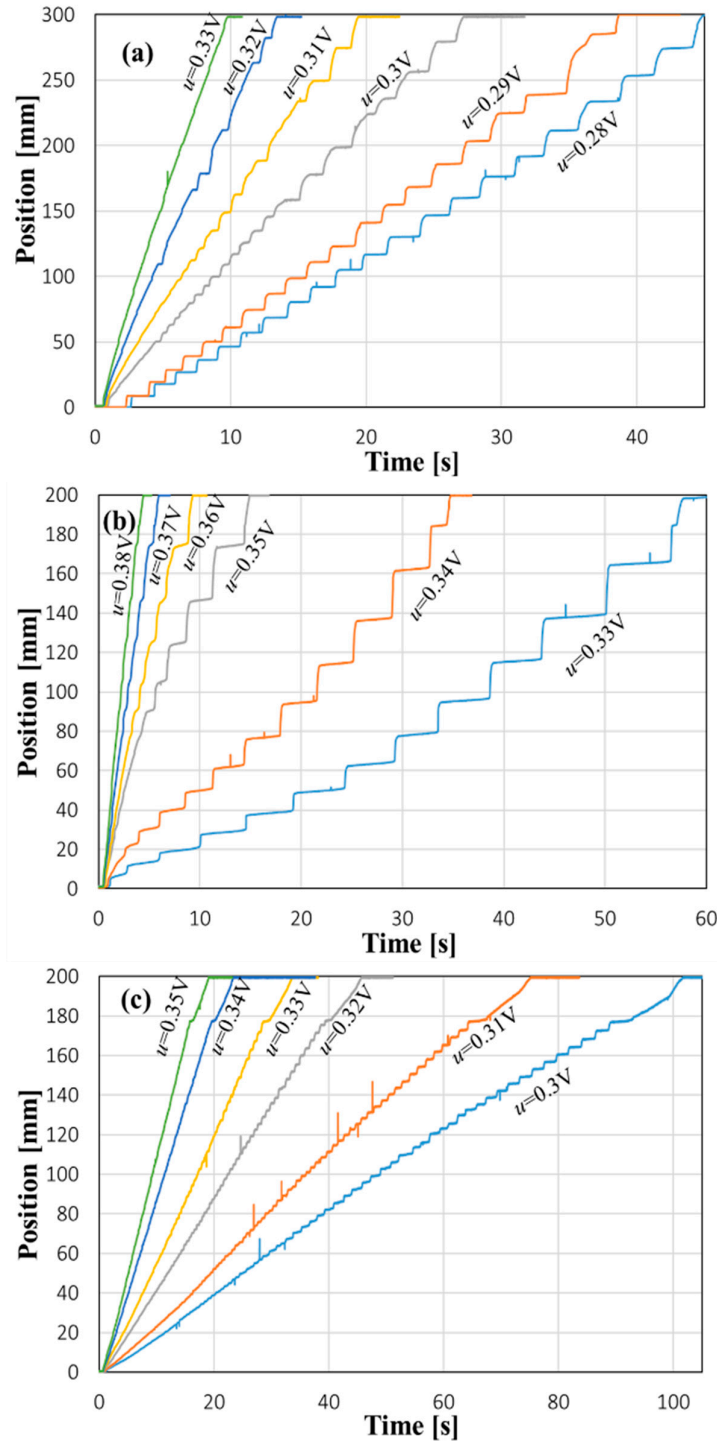 (a)
Position [mm]
300
250
200
150
100
50
0
u=0.33V
u=0.32V
u=0.31V
u=0.3V
u=0.29V
u=0.28V
0 10 20 30 40
Time [s]
(b)
Position [mm]
200
180
160
140
120
100
80
60
40
20
0
u=0.38V
u=0.37V
u=0.36V
u=0.35V
u=0.34V
u=0.33V
0 10 20 30 40 50 60
Time [s]
(c)
Position [mm]
200
180
160
140
120
100
80
60
40
20
0
u=0.35V
u=0.34V
u=0.33V
u=0.32V
u=0.31V
u=0.3V
0 20 40 60 80 100
Time [s]